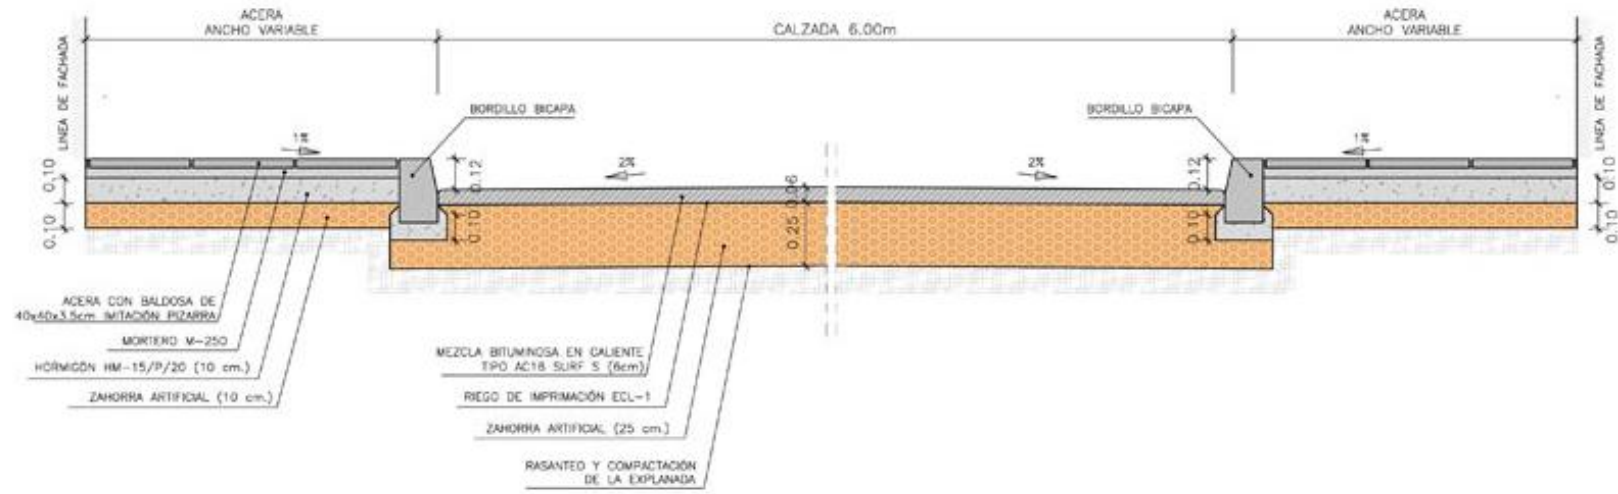 ACERA
ANCHO VARIABLE
CALZADA 6.00m
ACERA
ANCHO VARIABLE
LINEA DE FACHADA
LINEA DE FACHADA
BORDILLO BICAPA
BORDILLO BICAPA
1%
2%
2%
1%
0.10
0.10
0.12
0.10
0.06
0.25
0.12
0.10
0.10
0.10
ACERA CON BALDOSA DE
40x40x3.5cm IMITACIÓN PIZARRA
MORTERO M-250
HORMIGÓN HM-15/P/20 (10 cm.)
ZAHORRA ARTIFICIAL (10 cm.)
MEZCLA BITUMINOSA EN CALIENTE
TIPO AC16 SURF S (6cm)
RIEGO DE IMPRIMACIÓN ECL-1
ZAHORRA ARTIFICIAL (25 cm.)
RASANTEO Y COMPACTACIÓN
DE LA EXPLANADA